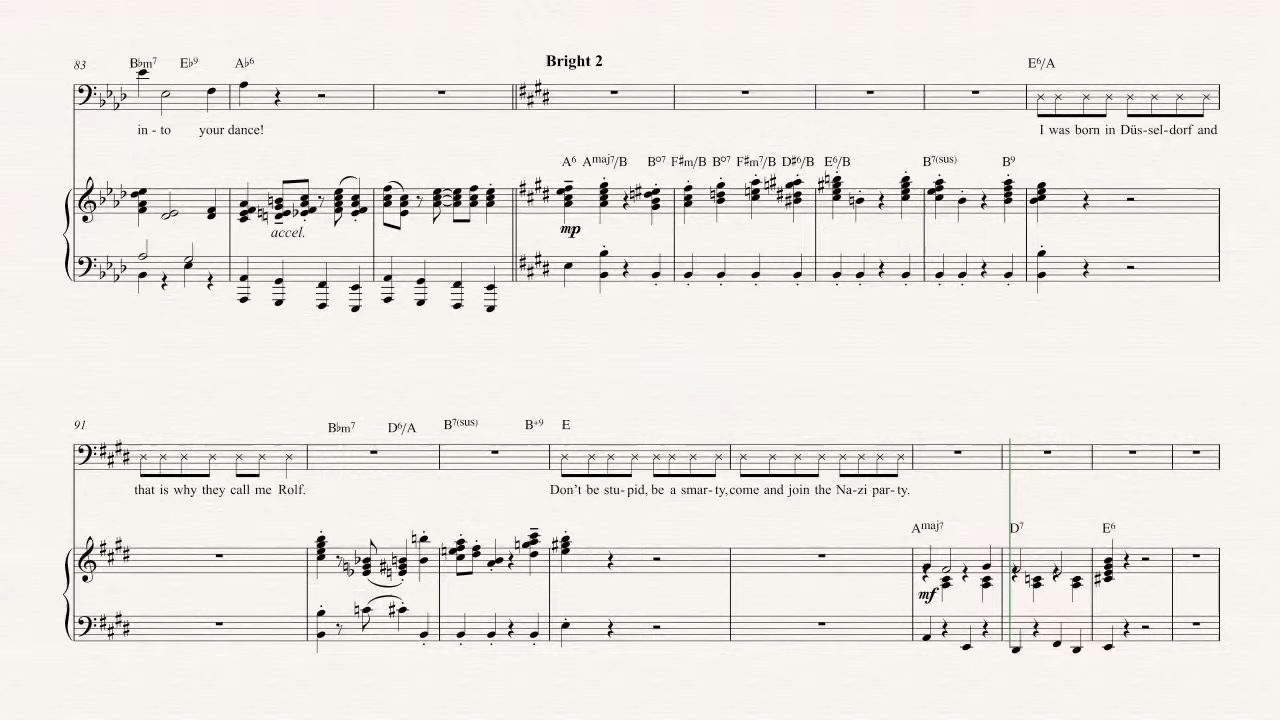 83 B♭m7 E♭9 A♭6 Bright 2 E6/A
in - to your dance! I was born in Düs-sel-dorf and
A6 Amaj7/B B°7 F♯m/B B°7 F♯m7/B D♯6/B E6/B B7(sus) B9
accel. mp
91 B♭m7 D6/A B7(sus) B+9 E
that is why they call me Rolf. Don't be stu-pid, be a smar-ty, come and join the Na-zi par-ty.
Amaj7 D7 E6
mf